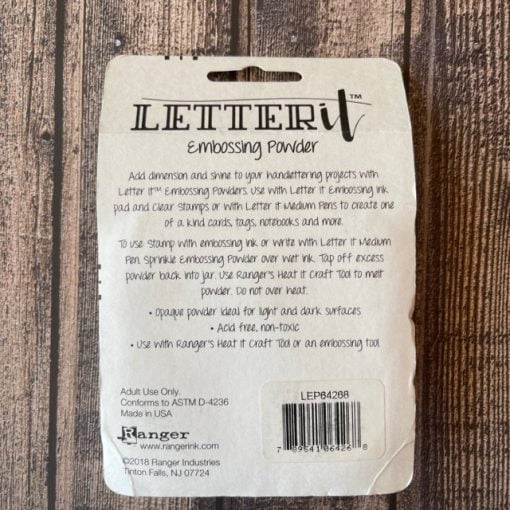 LETTERit™
Embossing Powder
Add dimension and shine to your handlettering projects with
Letter It™ Embossing Powders. Use with Letter It Embossing Ink
pad and Clear Stamps or with Letter It Medium Pens to create one
of a kind cards, tags, notebooks and more.
To use stamp with embossing ink or write with Letter It Medium
Pen. Sprinkle Embossing Powder over wet ink. Tap off excess
powder back into jar. Use Ranger's Heat It Craft Tool to melt
powder. Do not over heat.
• Opaque powder ideal for light and dark surfaces
• Acid free, non-toxic
• Use with Ranger's Heat It Craft Tool or an embossing tool
Adult Use Only.
Conforms to ASTM D-4236
Made in USA
Ranger
www.rangerink.com
©2018 Ranger Industries
Tinton Falls, NJ 07724
LEP64268
7 89541 06426 8